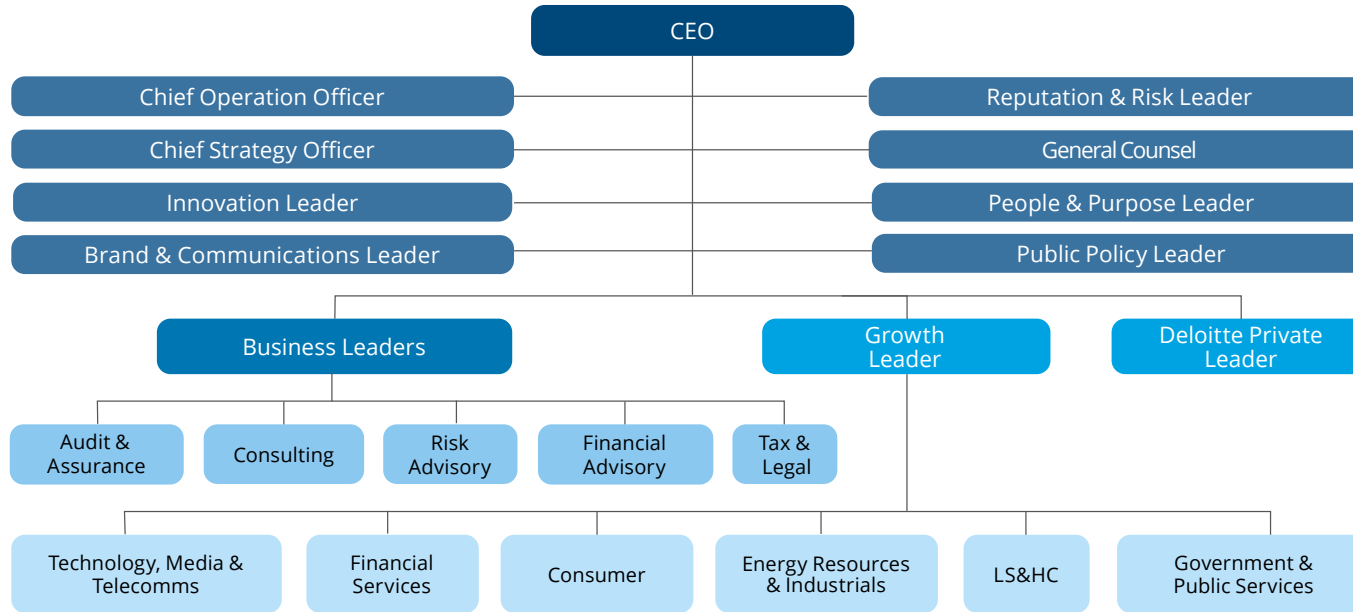 CEO
Chief Operation Officer
Reputation & Risk Leader
Chief Strategy Officer
General Counsel
Innovation Leader
People & Purpose Leader
Brand & Communications Leader
Public Policy Leader
Business Leaders
Growth
Leader
Deloitte Private
Leader
Audit &
Assurance
Consulting
Risk
Advisory
Financial
Advisory
Tax &
Legal
Technology, Media &
Telecomms
Financial
Services
Consumer
Energy Resources
& Industrials
LS&HC
Government &
Public Services